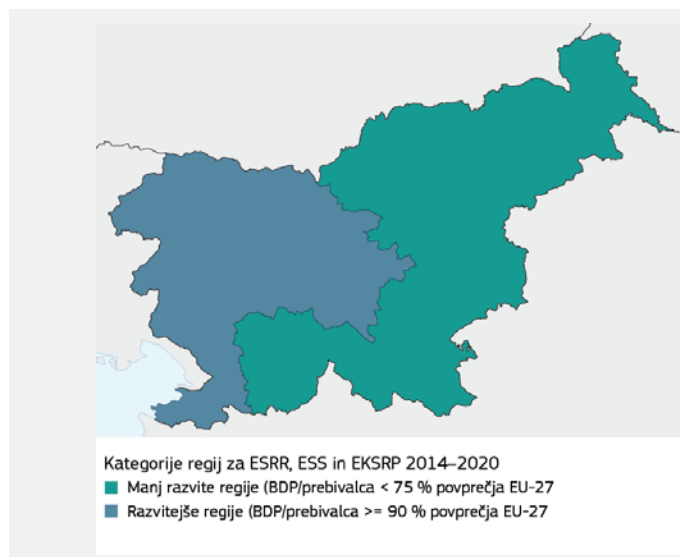 Kategorije regij za ESRR, ESS in EKSRP 2014–2020
Manj razvite regije (BDP/prebivalca < 75 % povprečja EU-27
Razvitejše regije (BDP/prebivalca >= 90 % povprečja EU-27